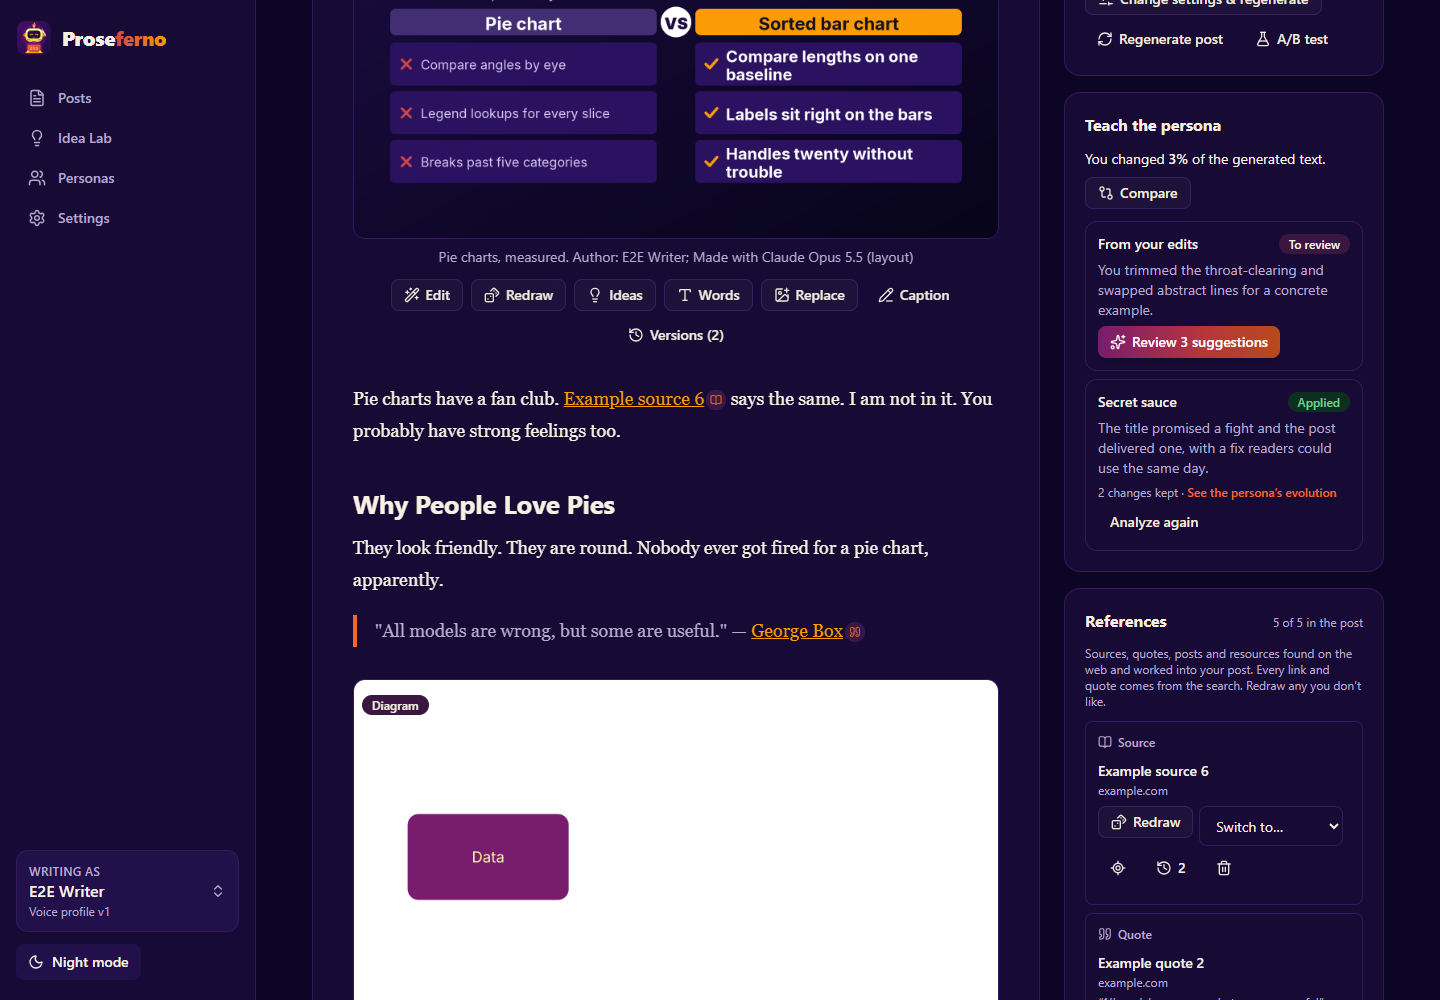 Proseferno
Posts
Idea Lab
Personas
Settings
WRITING AS
E2E Writer
Voice profile v1
Night mode
Pie chart
VS
Sorted bar chart
Compare angles by eye
Compare lengths on one
baseline
Legend lookups for every slice
Labels sit right on the bars
Breaks past five categories
Handles twenty without
trouble
Pie charts, measured. Author: E2E Writer; Made with Claude Opus 5.5 (layout)
Edit
Redraw
Ideas
Words
Replace
Caption
Versions (2)
Pie charts have a fan club. Example source 6 says the same. I am not in it. You
probably have strong feelings too.
Why People Love Pies
They look friendly. They are round. Nobody ever got fired for a pie chart,
apparently.
"All models are wrong, but some are useful." — George Box
Diagram
Data
Change settings & regenerate
Regenerate post
A/B test
Teach the persona
You changed 3% of the generated text.
Compare
From your edits
To review
You trimmed the throat-clearing and
swapped abstract lines for a concrete
example.
Review 3 suggestions
Secret sauce
Applied
The title promised a fight and the post
delivered one, with a fix readers could
use the same day.
2 changes kept · See the persona's evolution
Analyze again
References
5 of 5 in the post
Sources, quotes, posts and resources found on the
web and worked into your post. Every link and
quote comes from the search. Redraw any you don't
like.
Source
Example source 6
example.com
Redraw
Switch to...
2
Quote
Example quote 2
example.com